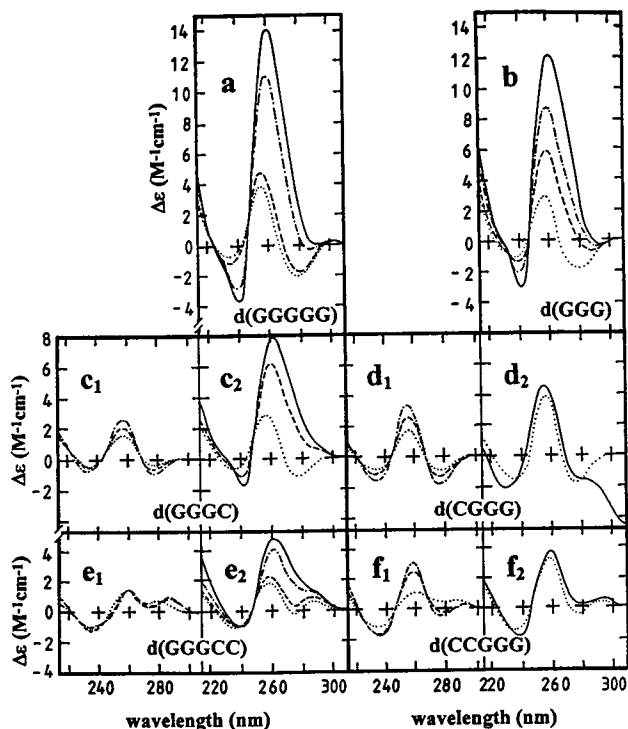 14
12
10
8
6
4
2
0
-2
-4
Δε (M⁻¹cm⁻¹)
a
d(GGGGG)
14
12
10
8
6
4
2
0
-2
-4
b
d(GGG)
8
6
4
2
0
-2
Δε (M⁻¹cm⁻¹)
c₁
c₂
d₁
d₂
d(GGGC)
d(CGGG)
4
2
0
-2
-4
Δε (M⁻¹cm⁻¹)
e₁
e₂
f₁
f₂
d(GGGCC)
d(CCGGG)
240 280 220 260 300 240 280 220 260 300
wavelength (nm) wavelength (nm)